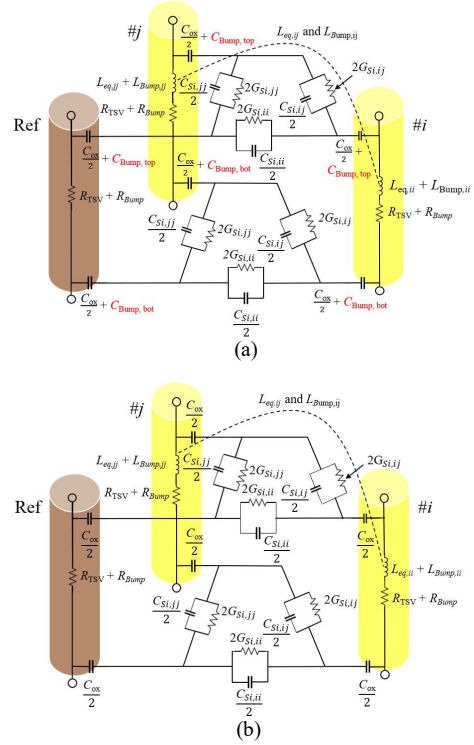 #j
C_ox/2 + C_Bump, top
L_eq,ij and L_Bump,ij
2G_Si,ij
L_eq,jj + L_Bump,jj
C_Si,jj/2
2G_Si,jj
C_Si,ij/2
R_TSV + R_Bump
2G_Si,ii
Ref
#i
C_ox/2 + C_Bump, top
C_ox/2 + C_Bump, bot
C_Si,ii/2
C_ox/2 + C_Bump, top
R_TSV + R_Bump
L_eq,ii + L_Bump,ii
R_TSV + R_Bump
C_Si,jj/2
2G_Si,jj
C_Si,ij/2
2G_Si,ij
2G_Si,ii
C_Si,ii/2
C_ox/2 + C_Bump, bot
C_ox/2 + C_Bump, bot
(a)
#j
C_ox/2
L_eq,ij and L_Bump,ij
2G_Si,ij
L_eq,jj + L_Bump,jj
C_Si,jj/2
2G_Si,jj
R_TSV + R_Bump
2G_Si,ii
C_Si,ij/2
Ref
#i
C_ox/2
C_ox/2
C_Si,ii/2
C_ox/2
R_TSV + R_Bump
L_eq,ii + L_Bump,ii
R_TSV + R_Bump
C_Si,jj/2
2G_Si,jj
C_Si,ij/2
2G_Si,ij
2G_Si,ii
C_Si,ii/2
C_ox/2
C_ox/2
(b)